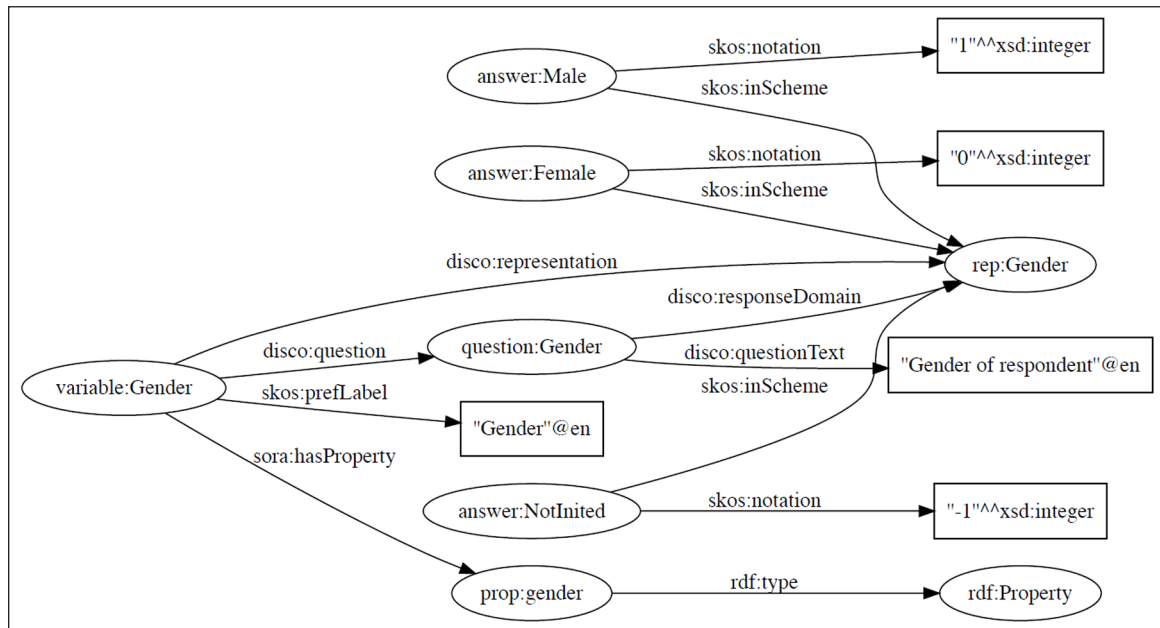 skos:notation
"1"^^xsd:integer
answer:Male
skos:inScheme
skos:notation
"0"^^xsd:integer
answer:Female
skos:inScheme
disco:representation
rep:Gender
disco:responseDomain
disco:question
question:Gender
disco:questionText
"Gender of respondent"@en
variable:Gender
skos:prefLabel
skos:inScheme
"Gender"@en
sora:hasProperty
answer:NotInited
skos:notation
"-1"^^xsd:integer
prop:gender
rdf:type
rdf:Property